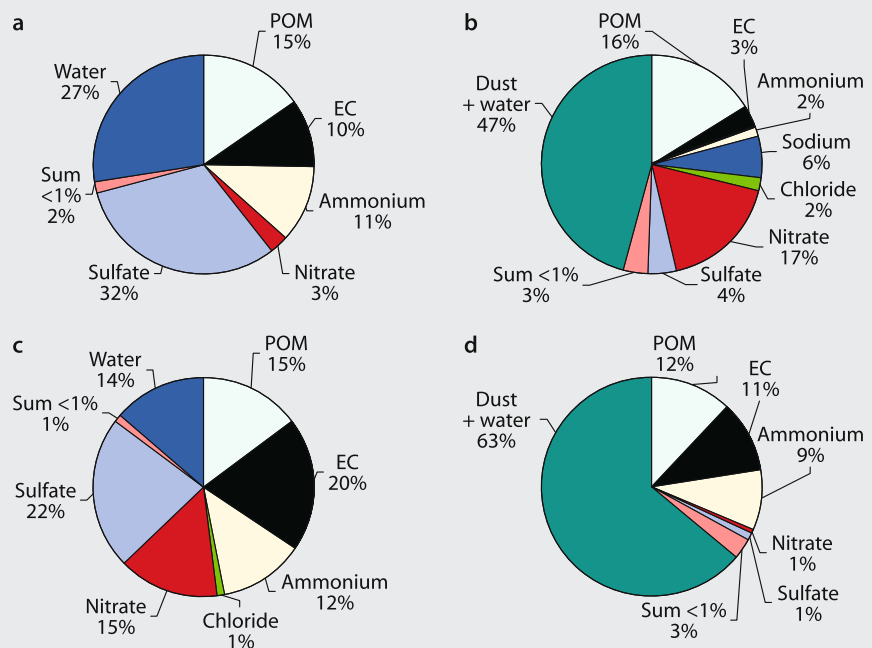 a
POM
15%
EC
10%
Ammonium
11%
Nitrate
3%
Sulfate
32%
Sum
<1%
2%
Water
27%
b
POM
16%
EC
3%
Ammonium
2%
Sodium
6%
Chloride
2%
Nitrate
17%
Sulfate
4%
Sum <1%
3%
Dust
+ water
47%
c
POM
15%
EC
20%
Ammonium
12%
Chloride
1%
Nitrate
15%
Sulfate
22%
Sum <1%
1%
Water
14%
d
POM
12%
EC
11%
Ammonium
9%
Nitrate
1%
Sulfate
1%
Sum <1%
3%
Dust
+ water
63%